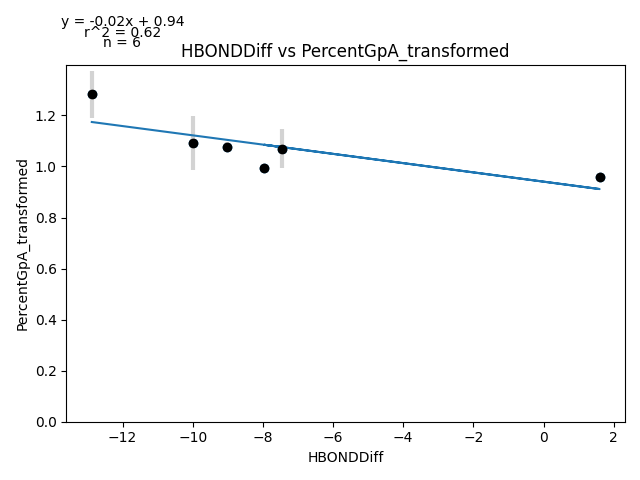 y = -0.02x + 0.94
r^2 = 0.62
n = 6
HBONDDiff vs PercentGpA_transformed
PercentGpA_transformed
1.2
1.0
0.8
0.6
0.4
0.2
0.0
−12 −10 −8 −6 −4 −2 0 2
HBONDDiff